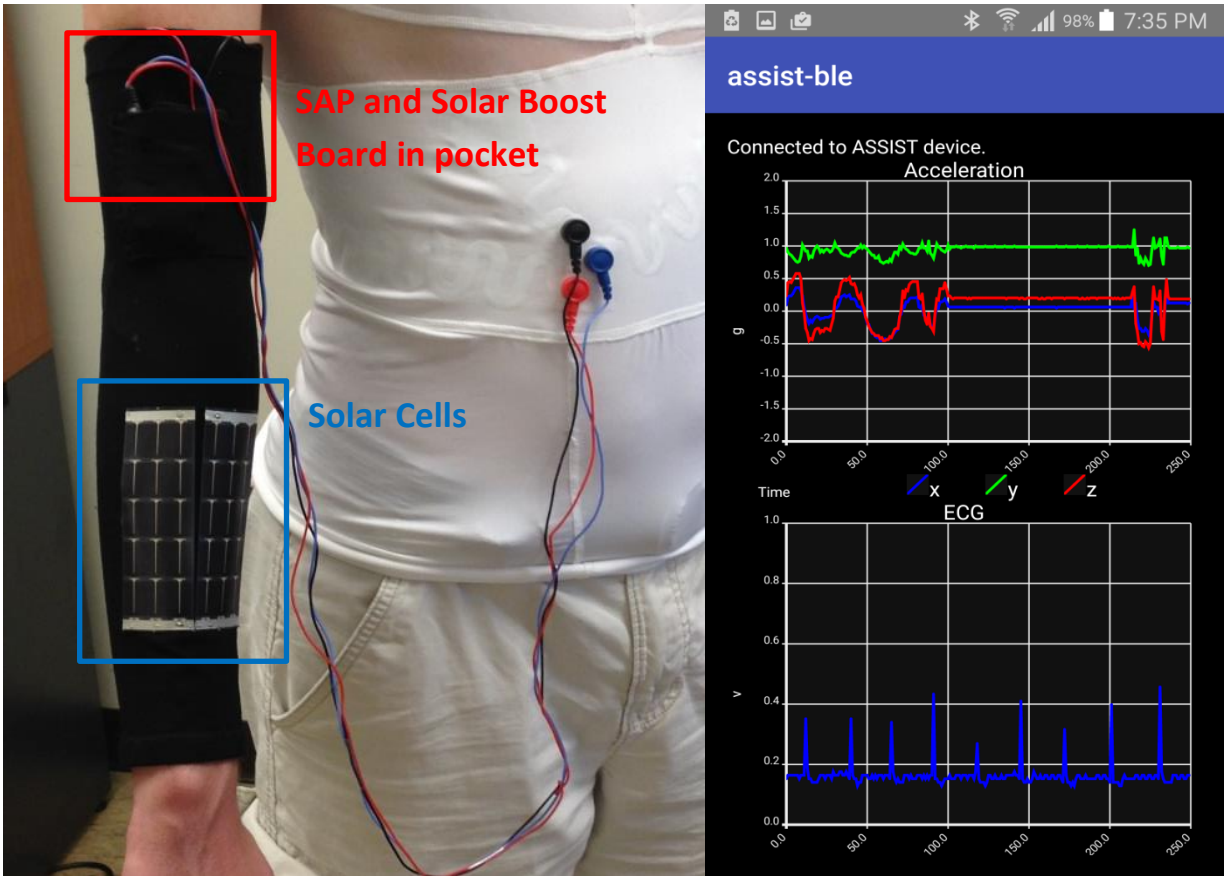 SAP and Solar Boost
Board in pocket
Solar Cells
98% 7:35 PM
assist-ble
Connected to ASSIST device.
Acceleration
2.0
1.5
1.0
0.5
0.0
-0.5
-1.0
-1.5
-2.0
g
0.0 50.0 100.0 150.0 200.0 250.0
Time
x y z
ECG
1.0
0.8
0.6
0.4
0.2
0.0
v
0.0 50.0 100.0 150.0 200.0 250.0